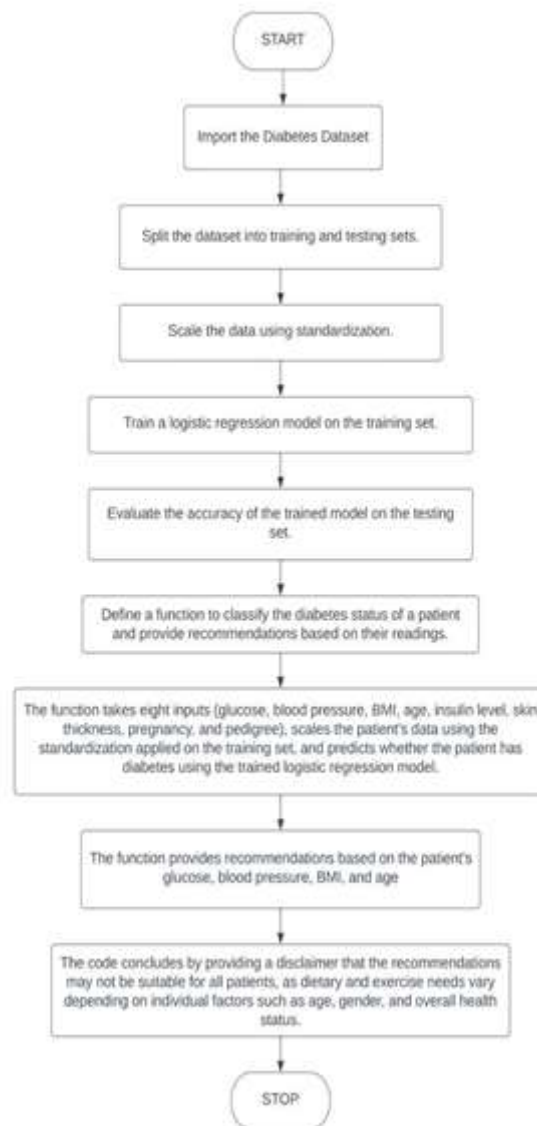 START
Import the Diabetes Dataset
Split the dataset into training and testing sets.
Scale the data using standardization.
Train a logistic regression model on the training set.
Evaluate the accuracy of the trained model on the testing
set.
Define a function to classify the diabetes status of a patient
and provide recommendations based on their readings.
The function takes eight inputs (glucose, blood pressure, BMI, age, insulin level, skin
thickness, pregnancy, and pedigree), scales the patient's data using the
standardization applied on the training set, and predicts whether the patient has
diabetes using the trained logistic regression model.
The function provides recommendations based on the patient's
glucose, blood pressure, BMI, and age
The code concludes by providing a disclaimer that the recommendations
may not be suitable for all patients, as dietary and exercise needs vary
depending on individual factors such as age, gender, and overall health
status.
STOP